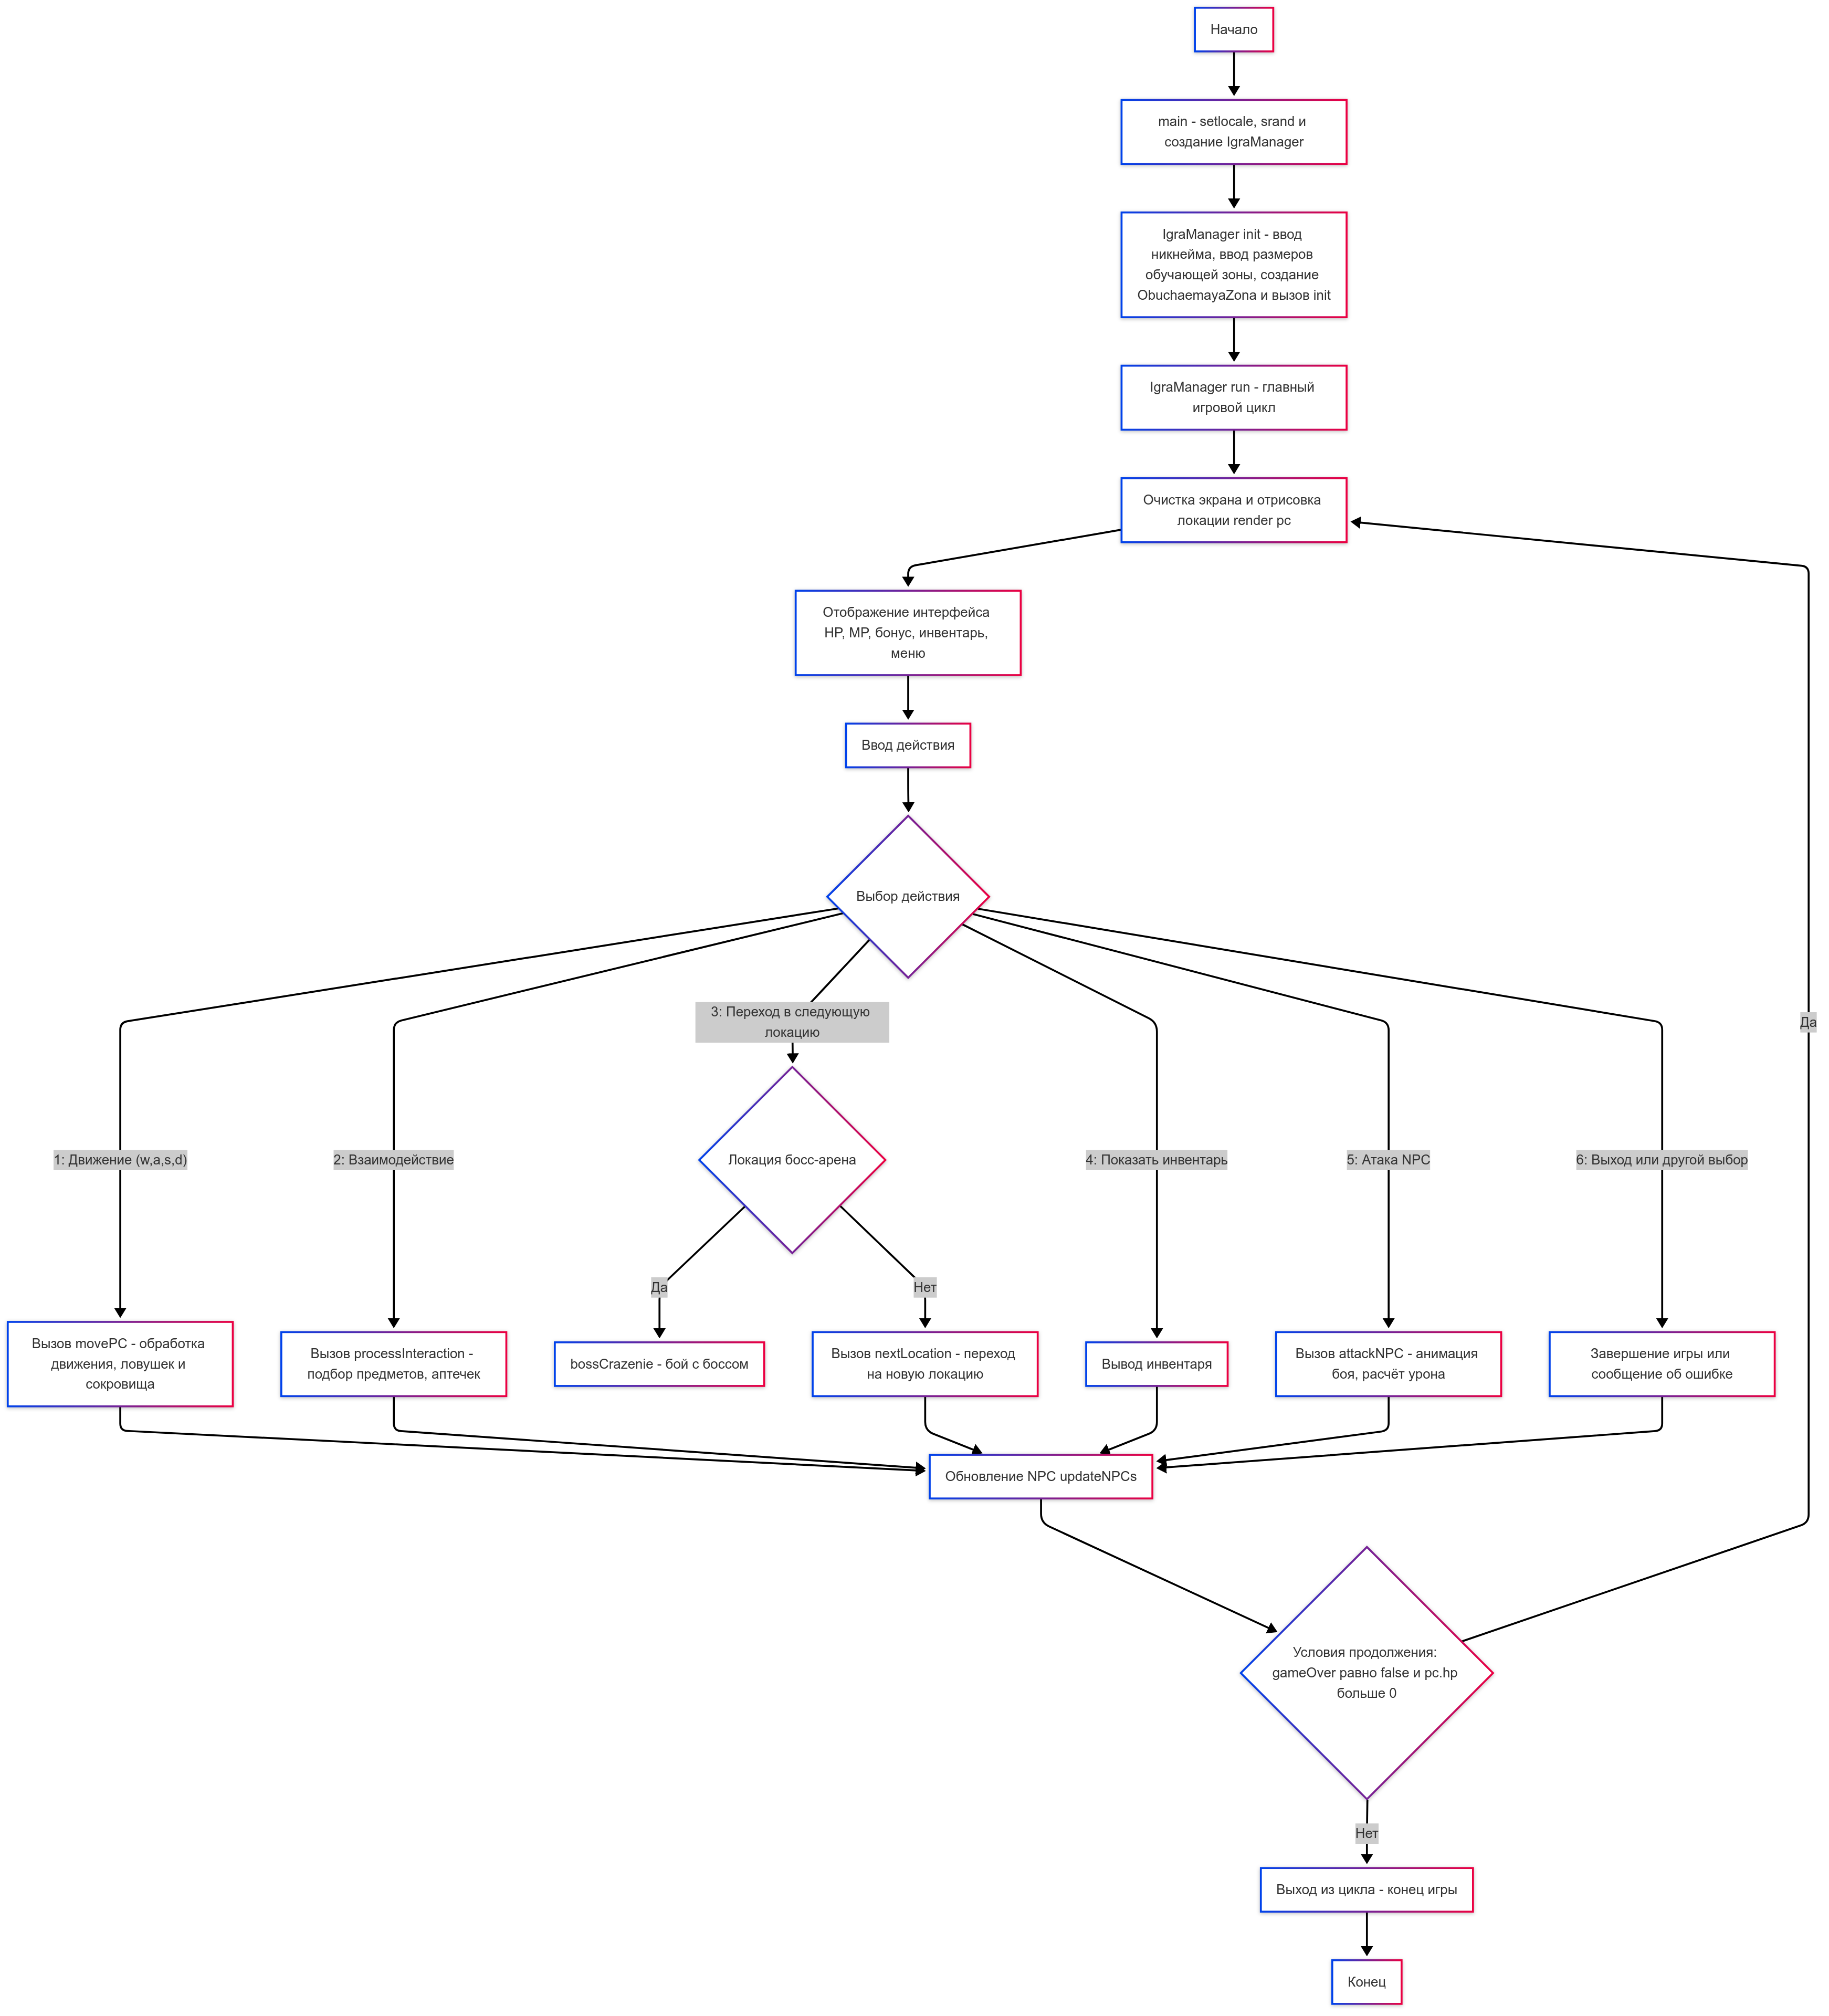 Начало
main - setlocale, srand и
создание IgraManager
IgraManager init - ввод
никнейма, ввод размеров
обучающей зоны, создание
ObuchaemayaZona и вызов init
IgraManager run - главный
игровой цикл
Очистка экрана и отрисовка
локации render pc
Отображение интерфейса
HP, MP, бонус, инвентарь,
меню
Ввод действия
Выбор действия
3: Переход в следующую
локацию
Да
1: Движение (w,a,s,d)
2: Взаимодействие
Локация босс-арена
4: Показать инвентарь
5: Атака NPC
6: Выход или другой выбор
Да
Нет
Вызов movePC - обработка
движения, ловушек и
сокровища
Вызов processInteraction -
подбор предметов, аптечек
bossCrazenie - бой с боссом
Вызов nextLocation - переход
на новую локацию
Вывод инвентаря
Вызов attackNPC - анимация
боя, расчёт урона
Завершение игры или
сообщение об ошибке
Обновление NPC updateNPCs
Условия продолжения:
gameOver равно false и pc.hp
больше 0
Нет
Выход из цикла - конец игры
Конец